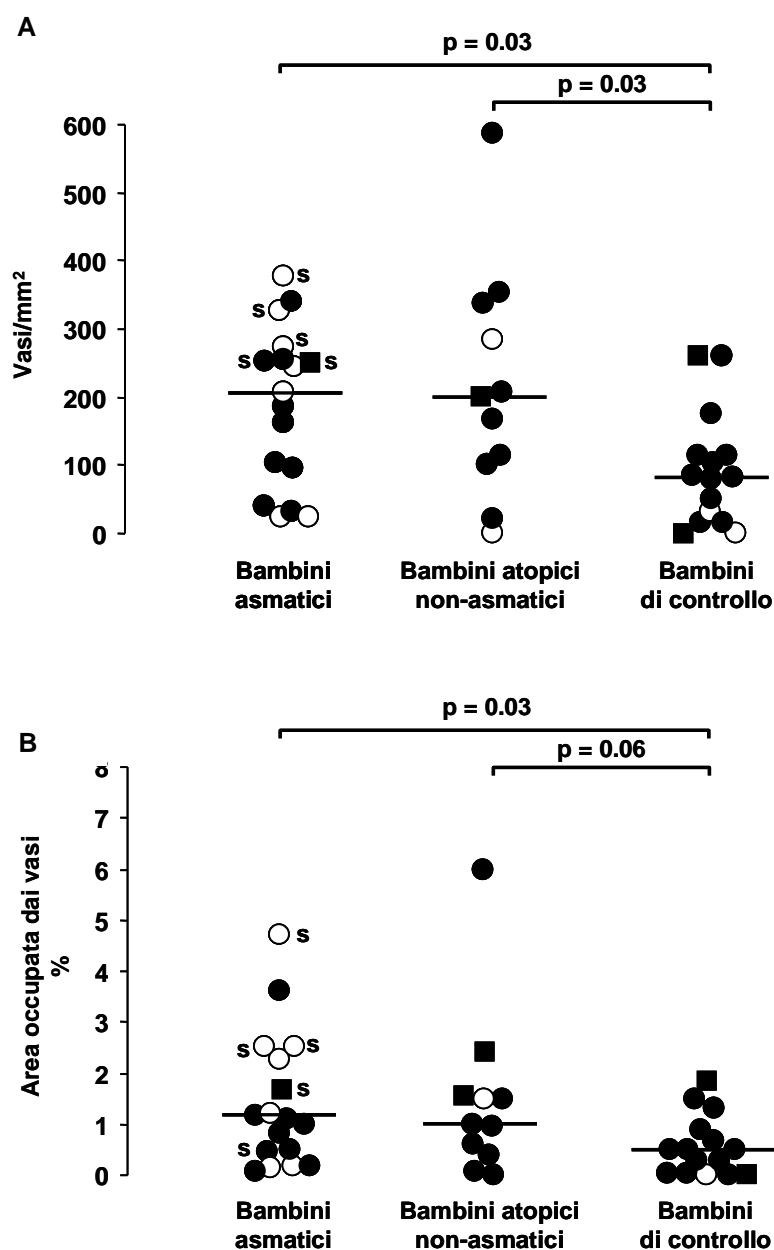 A
p = 0.03
p = 0.03
600
500
400
300
200
100
0
Vasi/mm²
s
s
s
s
s
Bambini
asmatici
Bambini atopici
non-asmatici
Bambini
di controllo
B
p = 0.03
p = 0.06
8
7
6
5
4
3
2
1
0
Area occupata dai vasi
%
s
s
s
s
s
Bambini
asmatici
Bambini atopici
non-asmatici
Bambini
di controllo